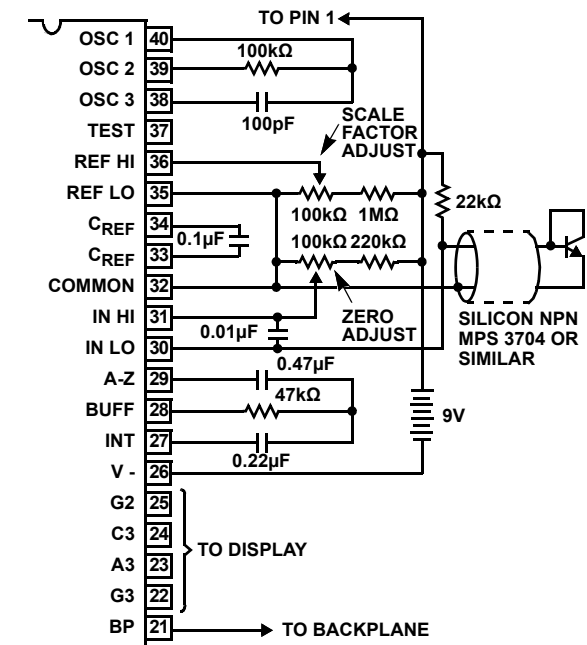 TO PIN 1
OSC 1 40
100kΩ
OSC 2 39
OSC 3 38
100pF
TEST 37
SCALE
FACTOR
ADJUST
REF HI 36
REF LO 35
100kΩ 1MΩ
22kΩ
CREF 34
0.1µF
100kΩ 220kΩ
CREF 33
COMMON 32
IN HI 31
0.01µF
ZERO
ADJUST
SILICON NPN
MPS 3704 OR
SIMILAR
IN LO 30
0.47µF
A-Z 29
47kΩ
BUFF 28
9V
INT 27
0.22µF
V - 26
G2 25
C3 24
TO DISPLAY
A3 23
G3 22
BP 21
TO BACKPLANE